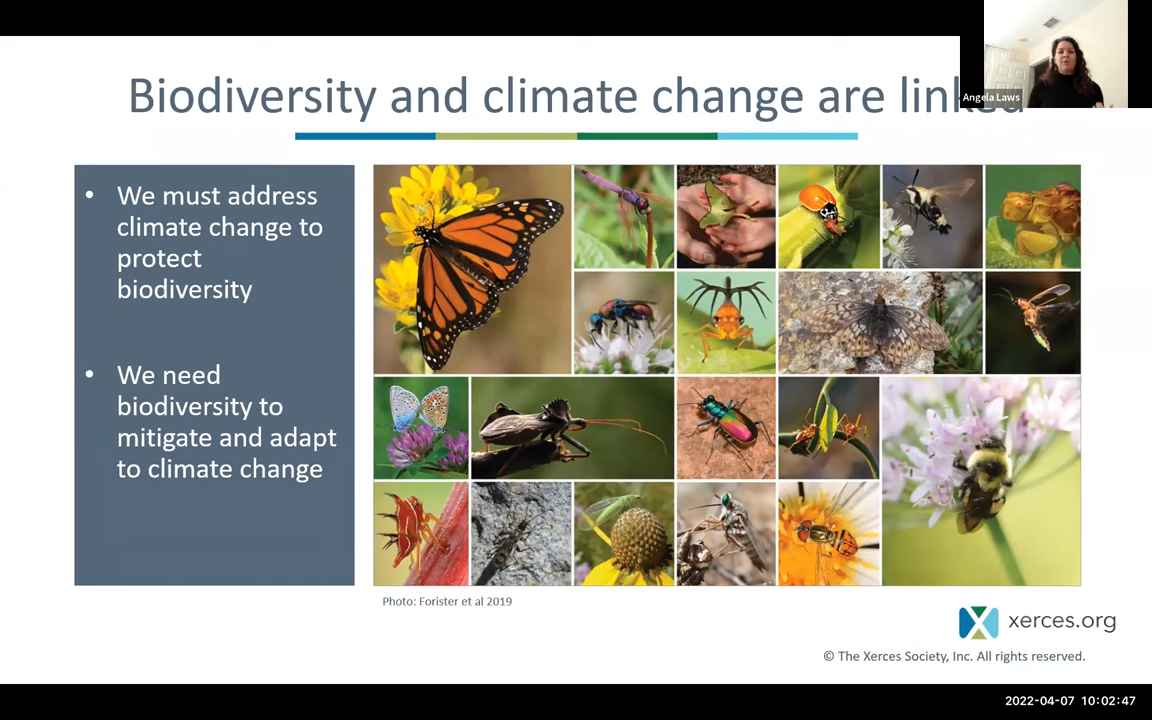 Biodiversity and climate change are linked
Angela Laws
• We must address
climate change to
protect
biodiversity
• We need
biodiversity to
mitigate and adapt
to climate change
Photo: Forister et al 2019
xerces.org
© The Xerces Society, Inc. All rights reserved.
2022-04-07 10:02:47